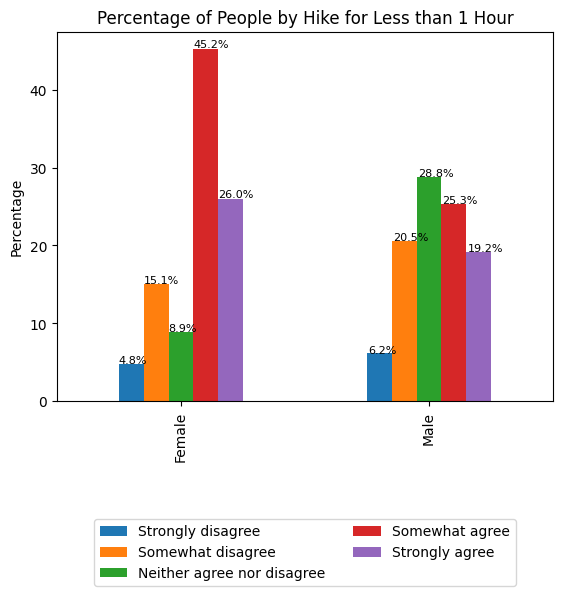 Percentage of People by Hike for Less than 1 Hour
Percentage
40
30
20
10
0
4.8%
15.1%
8.9%
45.2%
26.0%
6.2%
20.5%
28.8%
25.3%
19.2%
Female
Male
Strongly disagree
Somewhat disagree
Neither agree nor disagree
Somewhat agree
Strongly agree